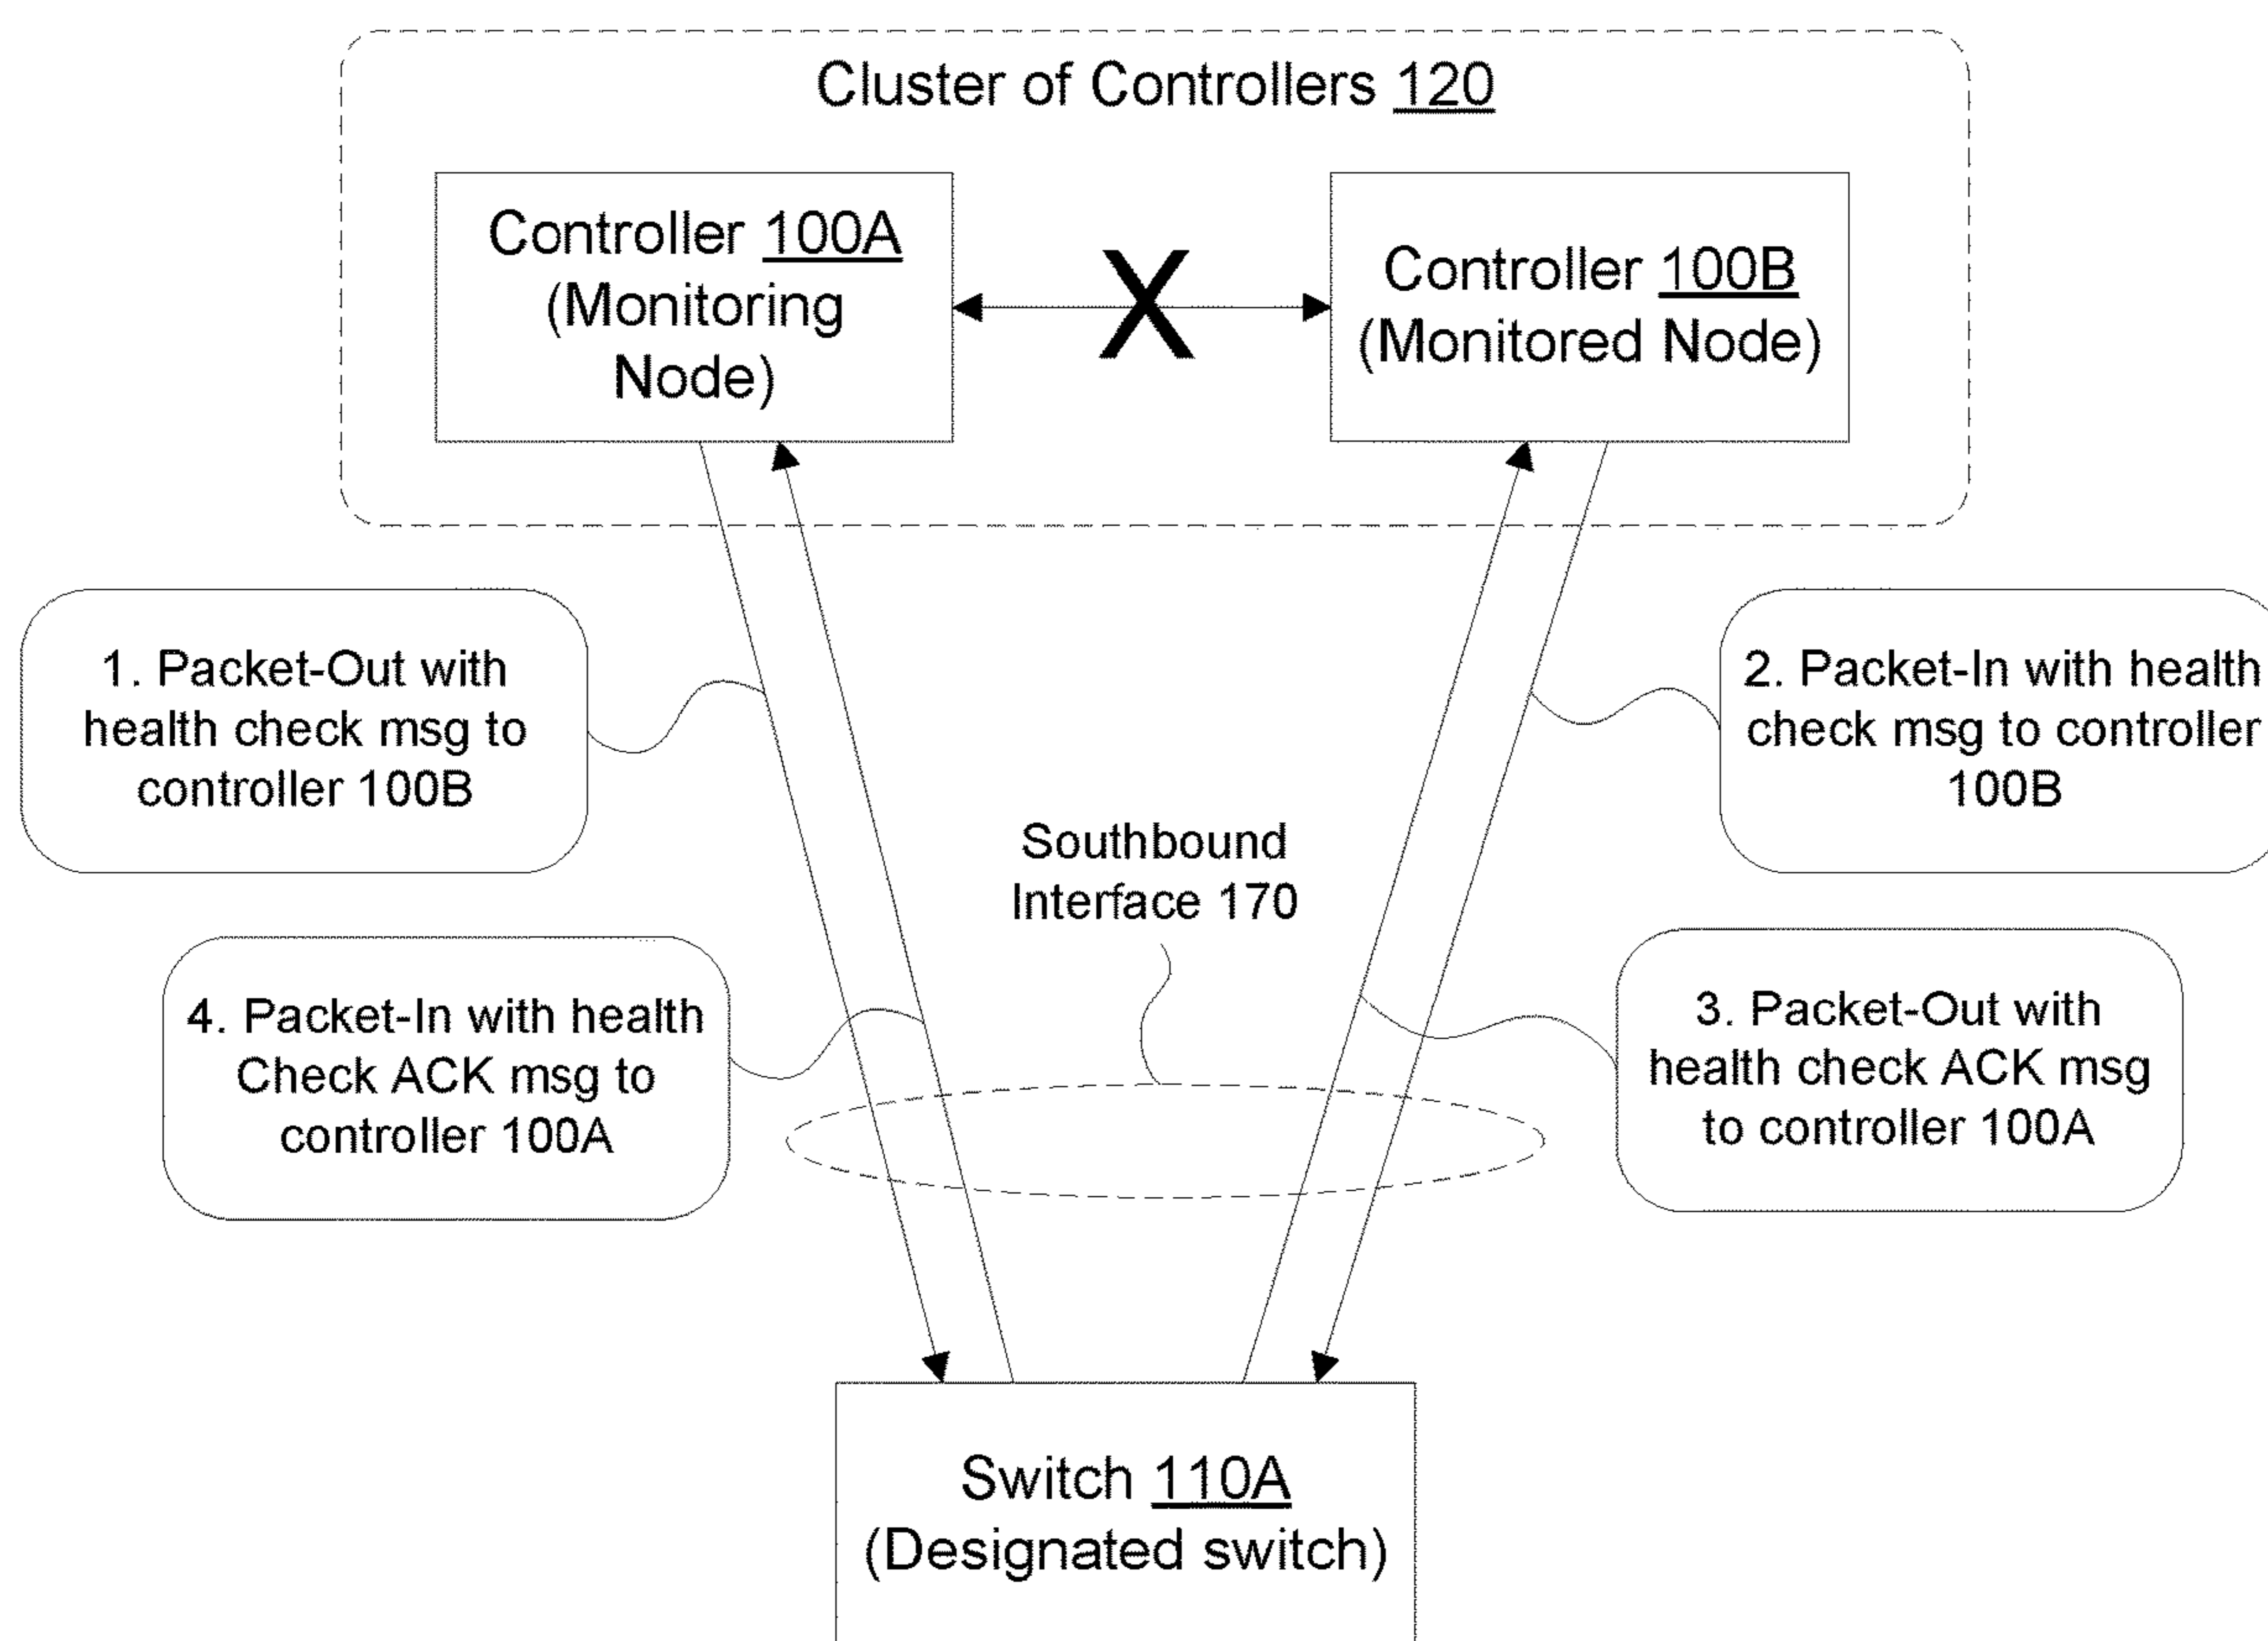 Cluster of Controllers 120
Controller 100A
(Monitoring
Node)
X
Controller 100B
(Monitored Node)
1. Packet-Out with
health check msg to
controller 100B
2. Packet-In with health
check msg to controller
100B
Southbound
Interface 170
4. Packet-In with health
Check ACK msg to
controller 100A
3. Packet-Out with
health check ACK msg
to controller 100A
Switch 110A
(Designated switch)